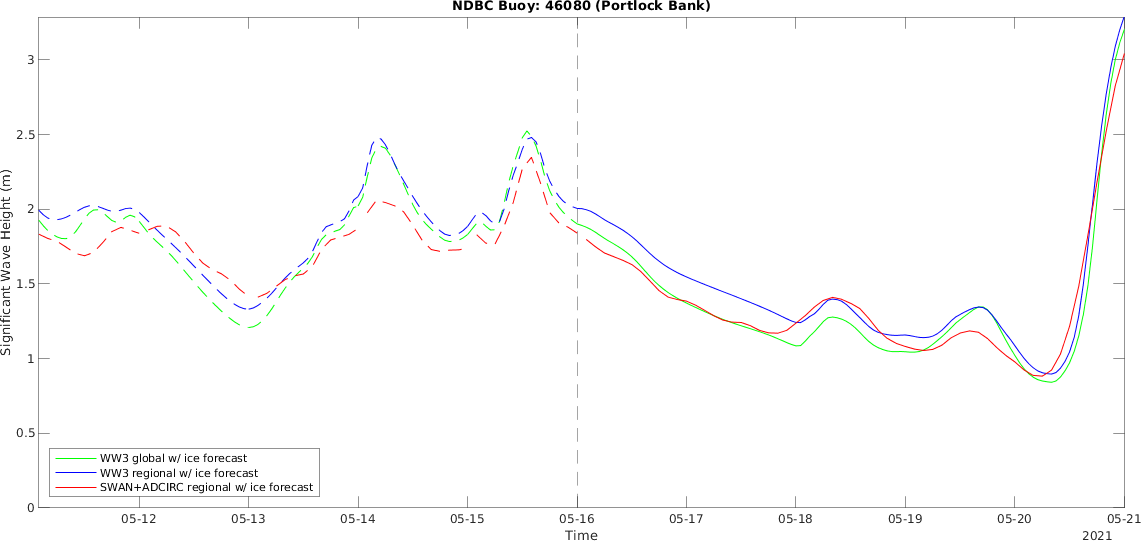 NDBC Buoy: 46080 (Portlock Bank)
Significant Wave Height (m)
3
2.5
2
1.5
1
0.5
0
WW3 global w/ ice forecast
WW3 regional w/ ice forecast
SWAN+ADCIRC regional w/ ice forecast
05-12 05-13 05-14 05-15 05-16 05-17 05-18 05-19 05-20 05-21
Time
2021